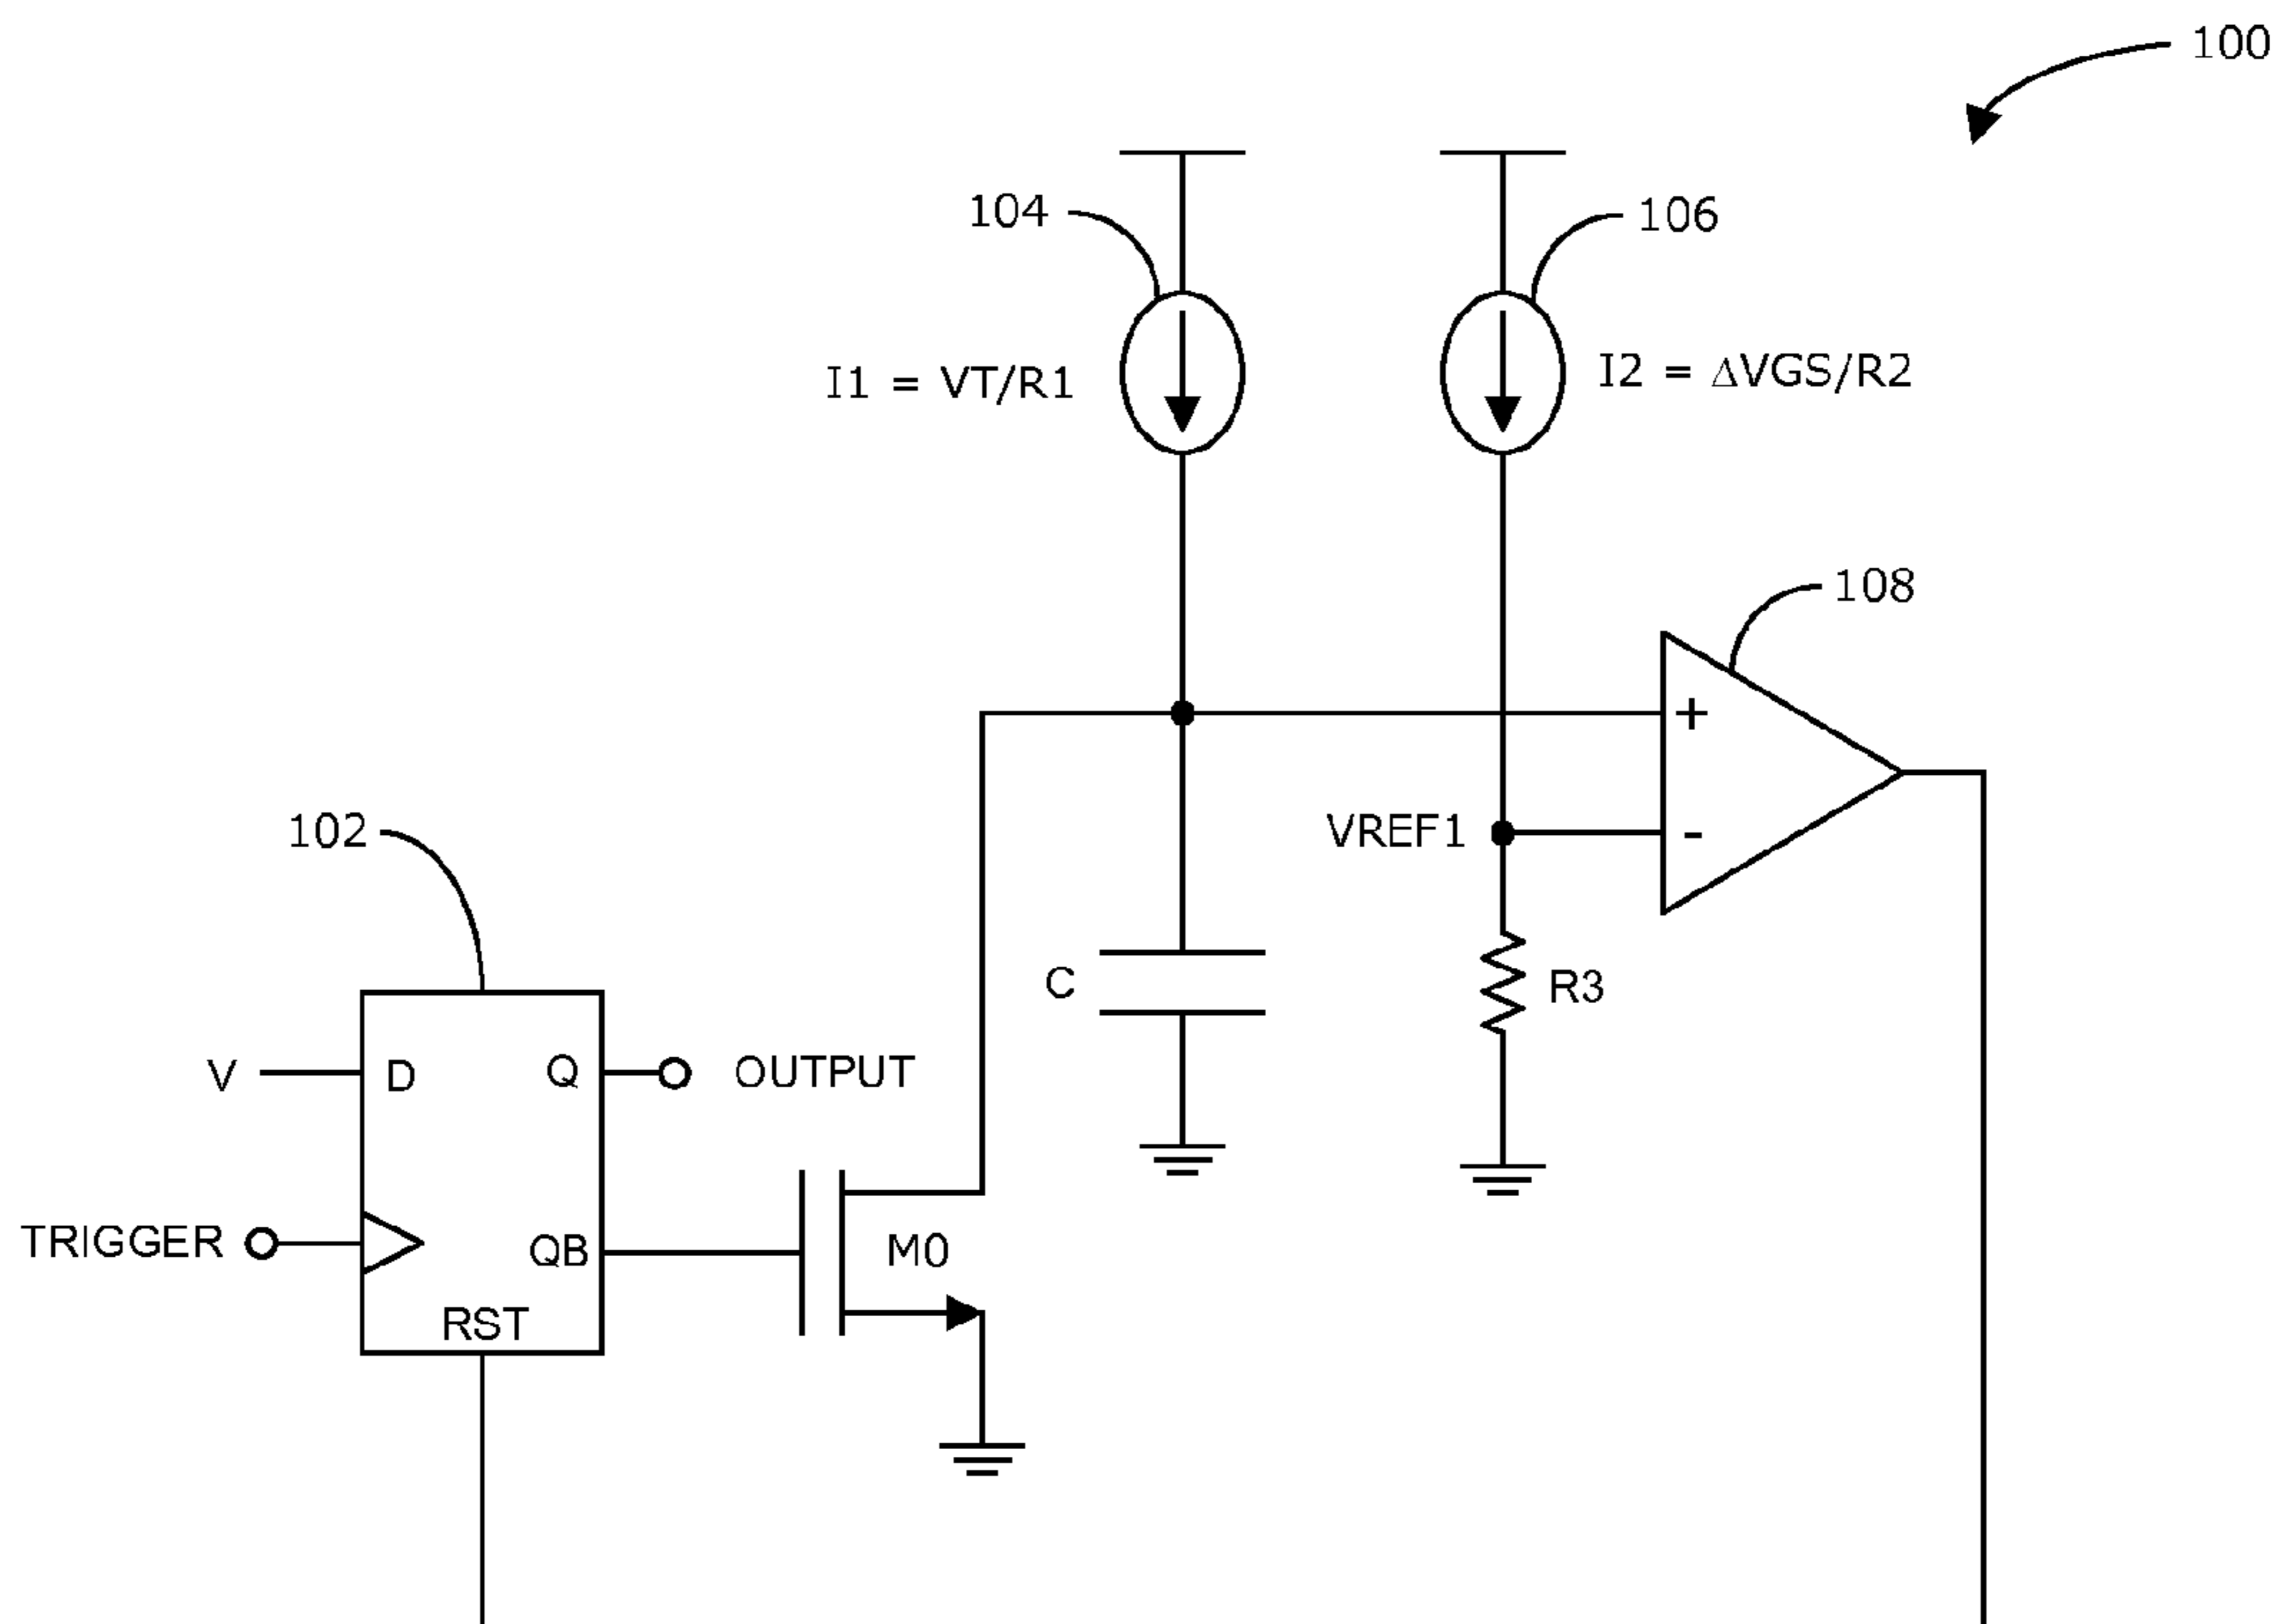 100
104
106
I1 = VT/R1
I2 = ΔVGS/R2
108
+
102
VREF1
-
C
R3
V
D
Q
OUTPUT
TRIGGER
QB
M0
RST